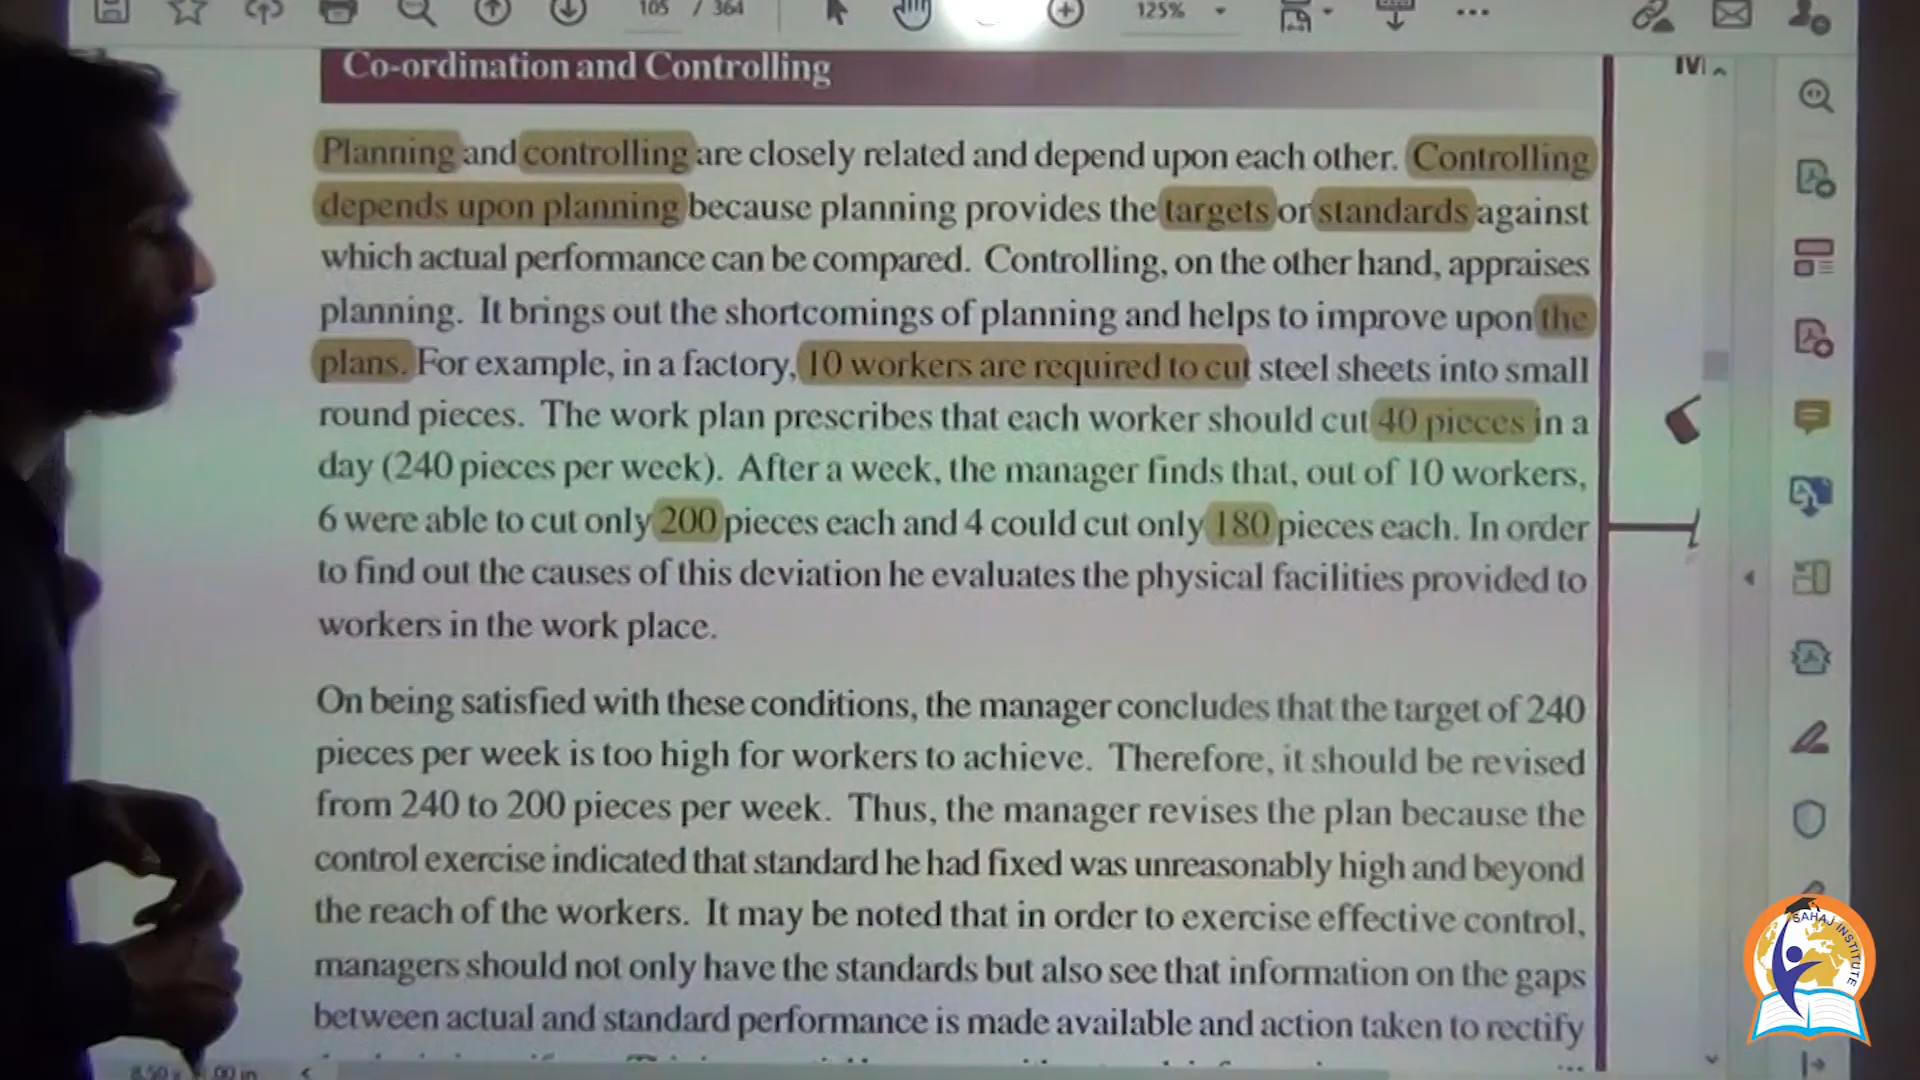 105 / 364
125%
Co-ordination and Controlling
Planning and controlling are closely related and depend upon each other. Controlling
depends upon planning because planning provides the targets or standards against
which actual performance can be compared. Controlling, on the other hand, appraises
planning. It brings out the shortcomings of planning and helps to improve upon the
plans. For example, in a factory, 10 workers are required to cut steel sheets into small
round pieces. The work plan prescribes that each worker should cut 40 pieces in a
day (240 pieces per week). After a week, the manager finds that, out of 10 workers,
6 were able to cut only 200 pieces each and 4 could cut only 180 pieces each. In order
to find out the causes of this deviation he evaluates the physical facilities provided to
workers in the work place.
On being satisfied with these conditions, the manager concludes that the target of 240
pieces per week is too high for workers to achieve. Therefore, it should be revised
from 240 to 200 pieces per week. Thus, the manager revises the plan because the
control exercise indicated that standard he had fixed was unreasonably high and beyond
the reach of the workers. It may be noted that in order to exercise effective control,
managers should not only have the standards but also see that information on the gaps
between actual and standard performance is made available and action taken to rectify
SAHAJ INSTITUTE